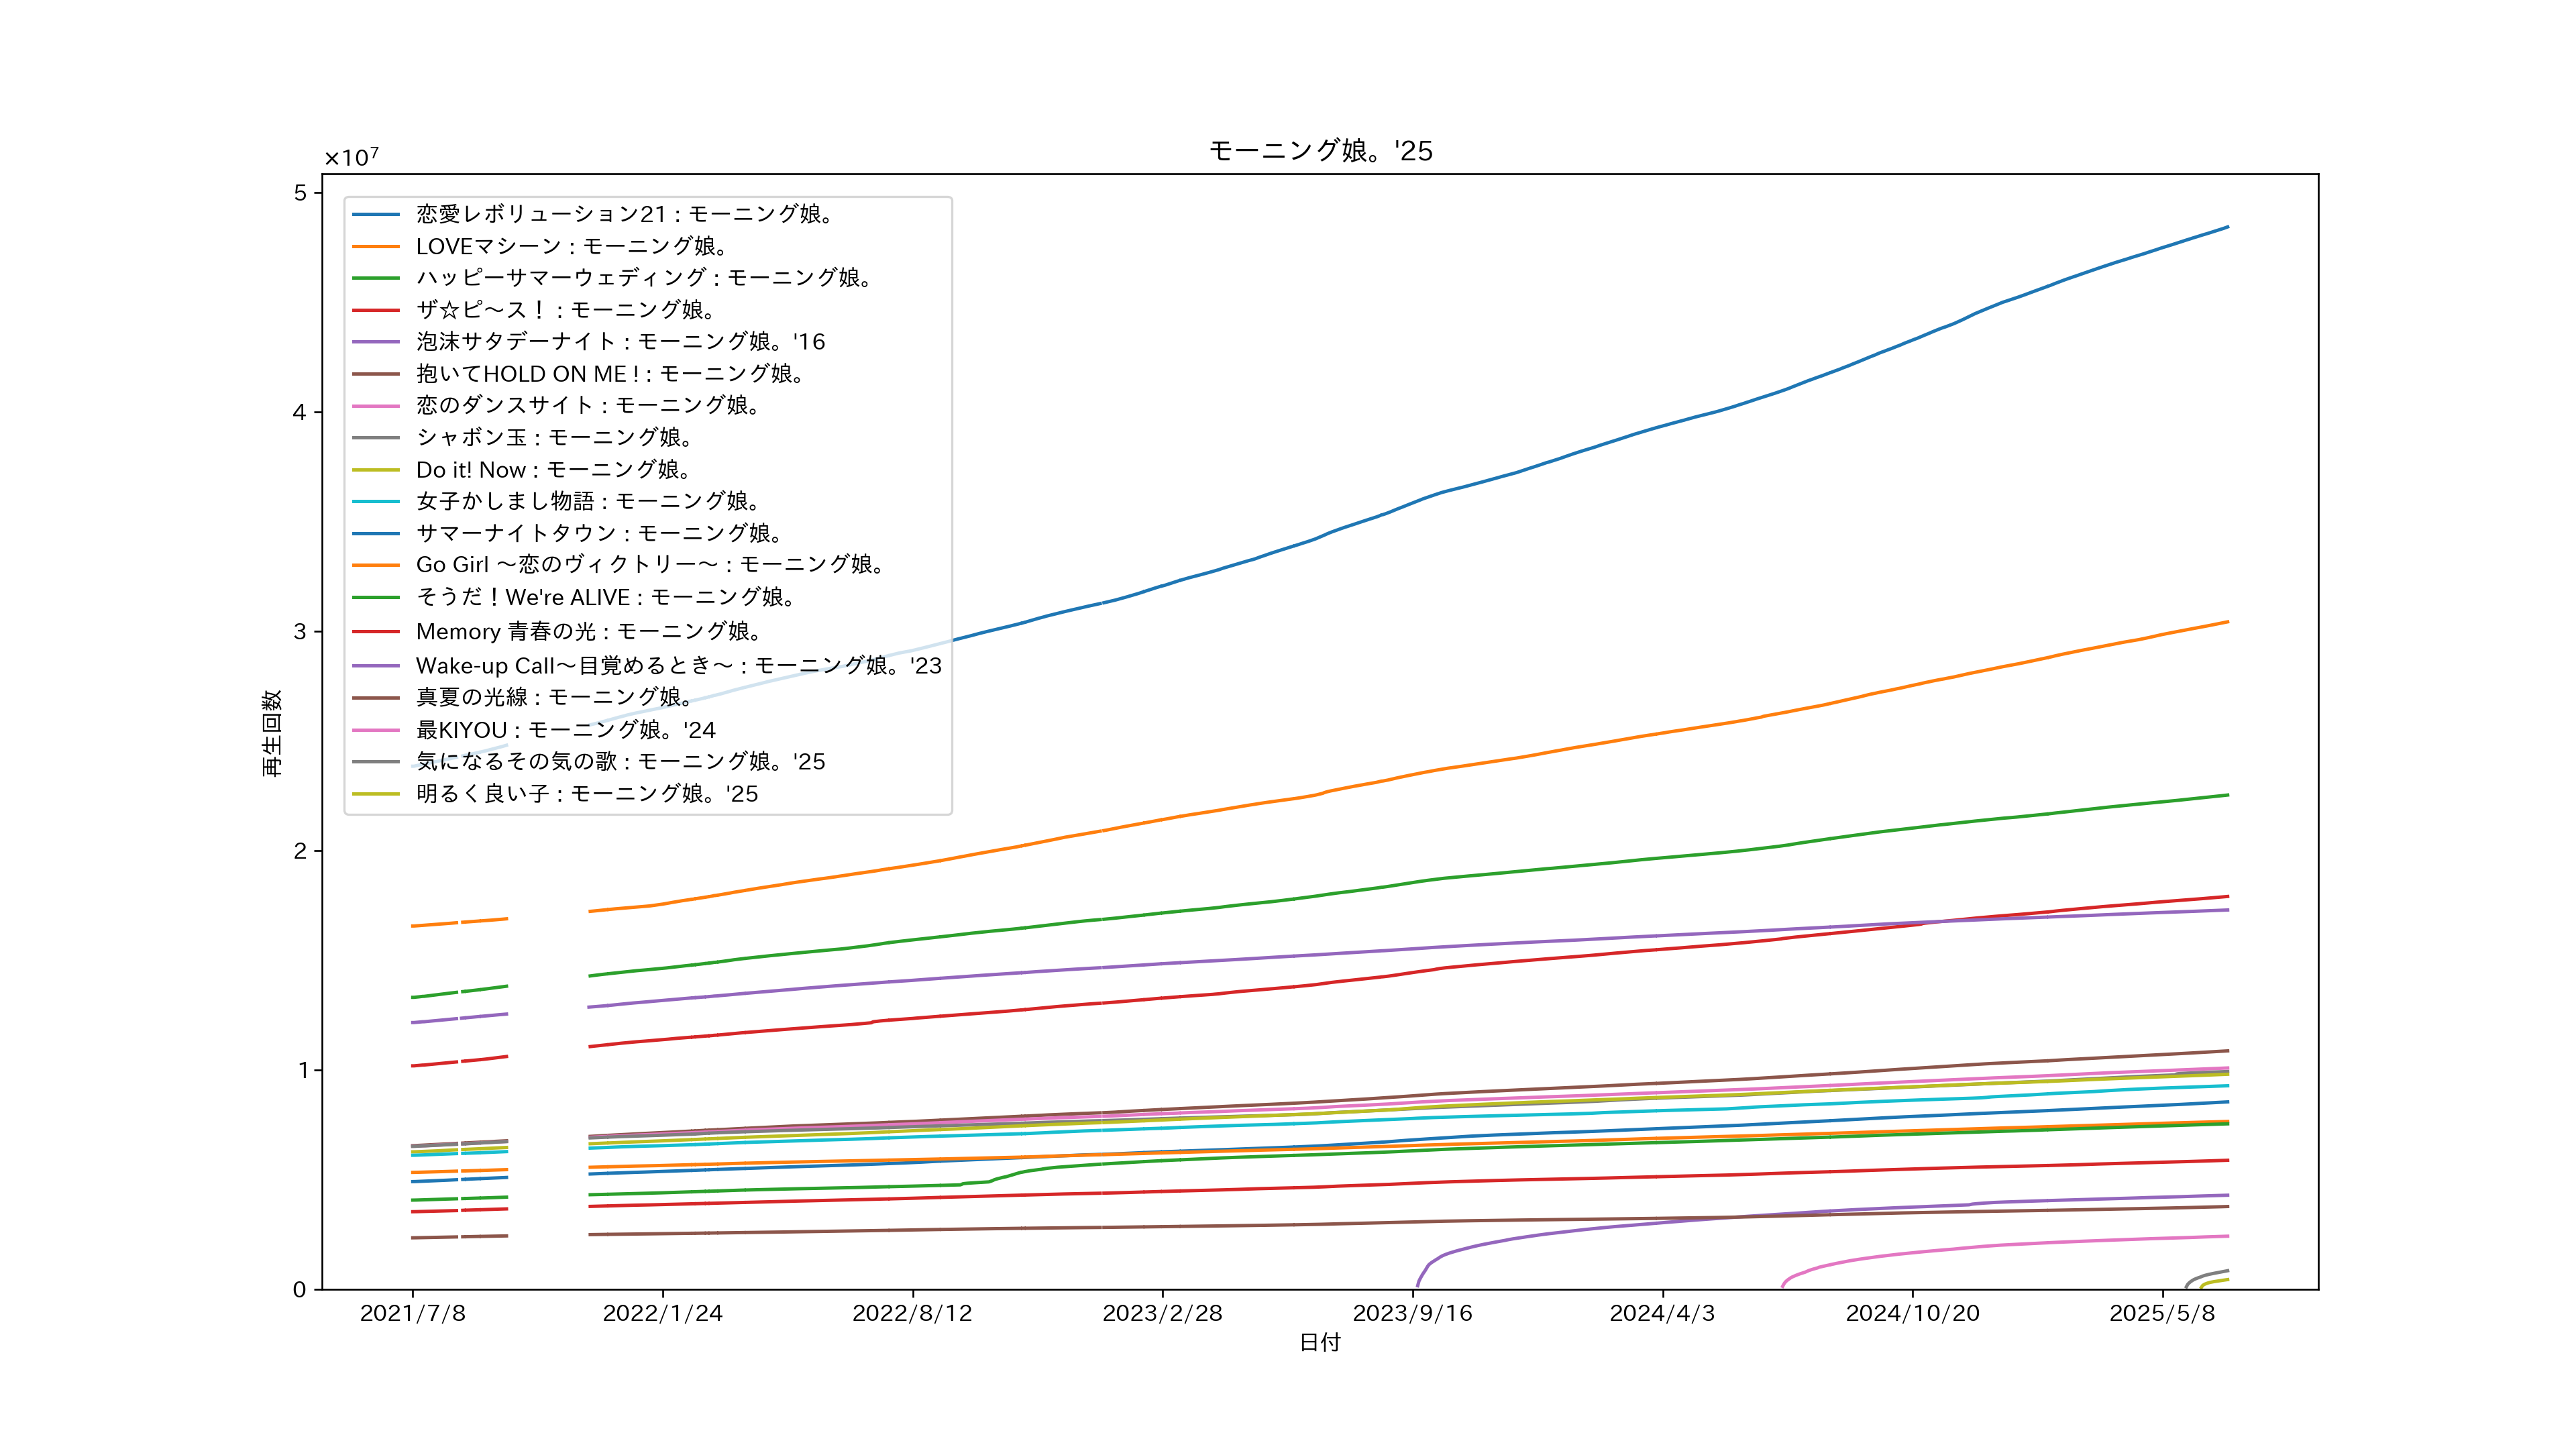 モーニング娘。'25
×10⁷
5
4
3
2
1
0
再生回数
恋愛レボリューション21 : モーニング娘。
LOVEマシーン : モーニング娘。
ハッピーサマーウェディング : モーニング娘。
ザ☆ピ〜ス！ : モーニング娘。
泡沫サタデーナイト : モーニング娘。'16
抱いてHOLD ON ME ! : モーニング娘。
恋のダンスサイト : モーニング娘。
シャボン玉 : モーニング娘。
Do it! Now : モーニング娘。
女子かしまし物語 : モーニング娘。
サマーナイトタウン : モーニング娘。
Go Girl 〜恋のヴィクトリー〜 : モーニング娘。
そうだ！We're ALIVE : モーニング娘。
Memory 青春の光 : モーニング娘。
Wake-up Call〜目覚めるとき〜 : モーニング娘。'23
真夏の光線 : モーニング娘。
最KIYOU : モーニング娘。'24
気になるその気の歌 : モーニング娘。'25
明るく良い子 : モーニング娘。'25
2021/7/8 2022/1/24 2022/8/12 2023/2/28 2023/9/16 2024/4/3 2024/10/20 2025/5/8
日付